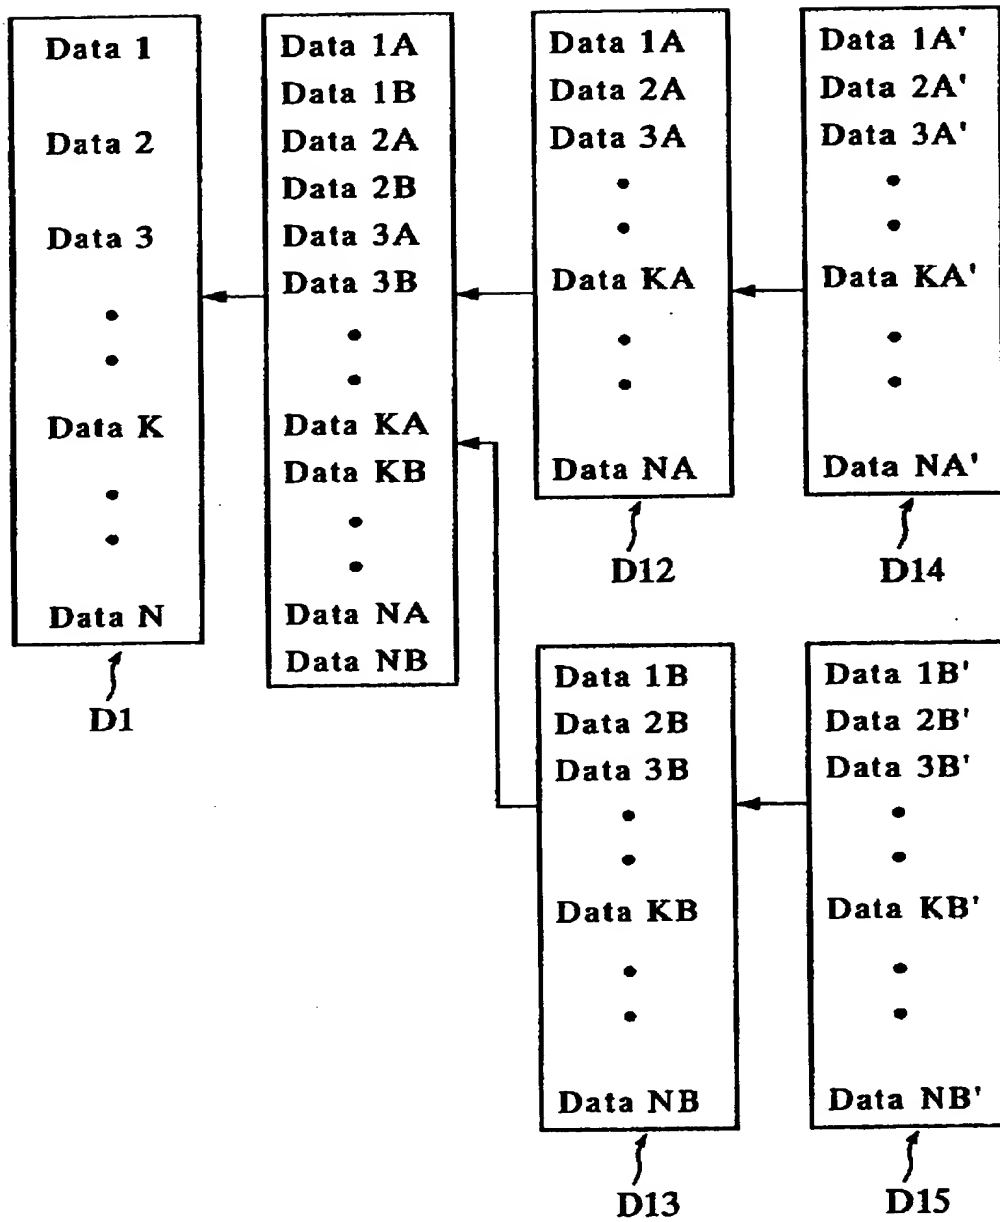 Data 1
Data 2
Data 3
Data K
Data N
D1
Data 1A
Data 1B
Data 2A
Data 2B
Data 3A
Data 3B
Data KA
Data KB
Data NA
Data NB
Data 1A
Data 2A
Data 3A
Data KA
Data NA
D12
Data 1A'
Data 2A'
Data 3A'
Data KA'
Data NA'
D14
Data 1B
Data 2B
Data 3B
Data KB
Data NB
D13
Data 1B'
Data 2B'
Data 3B'
Data KB'
Data NB'
D15